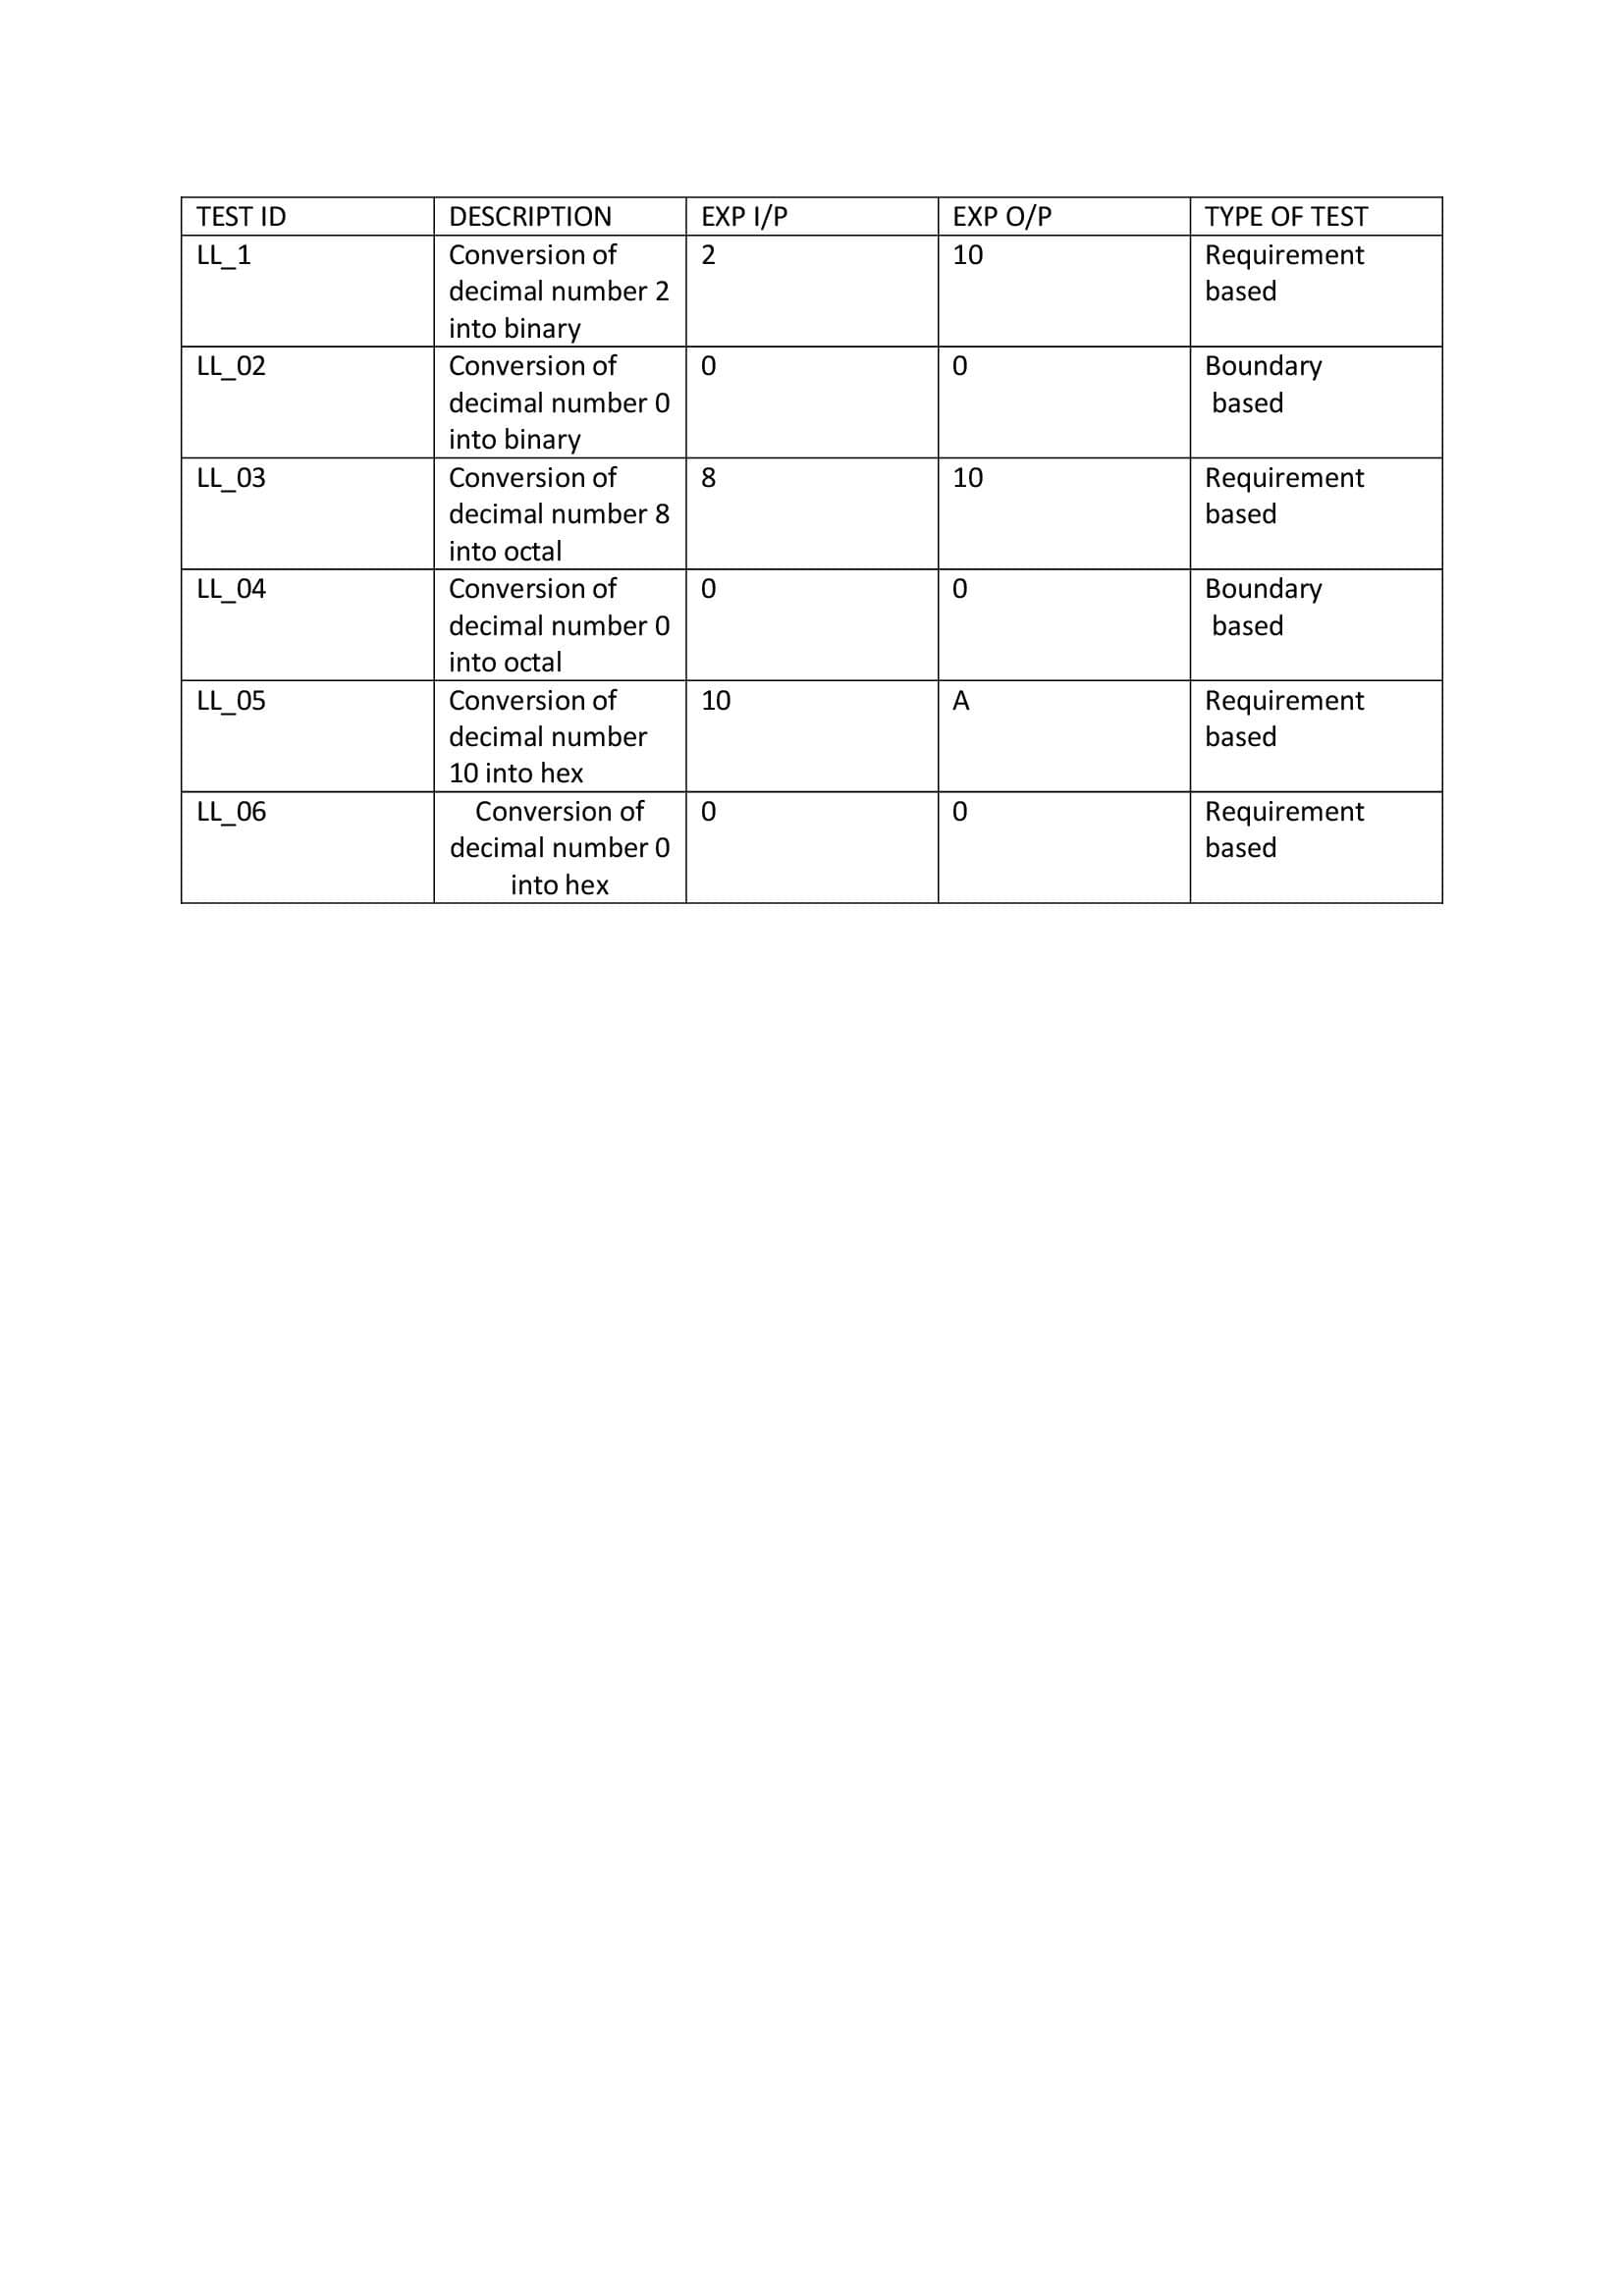 TEST ID DESCRIPTION EXP I/P EXP O/P TYPE OF TEST
LL_1 Conversion of 2 10 Requirement
decimal number 2 based
into binary
LL_02 Conversion of 0 0 Boundary
decimal number 0 based
into binary
LL_03 Conversion of 8 10 Requirement
decimal number 8 based
into octal
LL_04 Conversion of 0 0 Boundary
decimal number 0 based
into octal
LL_05 Conversion of 10 A Requirement
decimal number based
10 into hex
LL_06 Conversion of 0 0 Requirement
decimal number 0 based
into hex